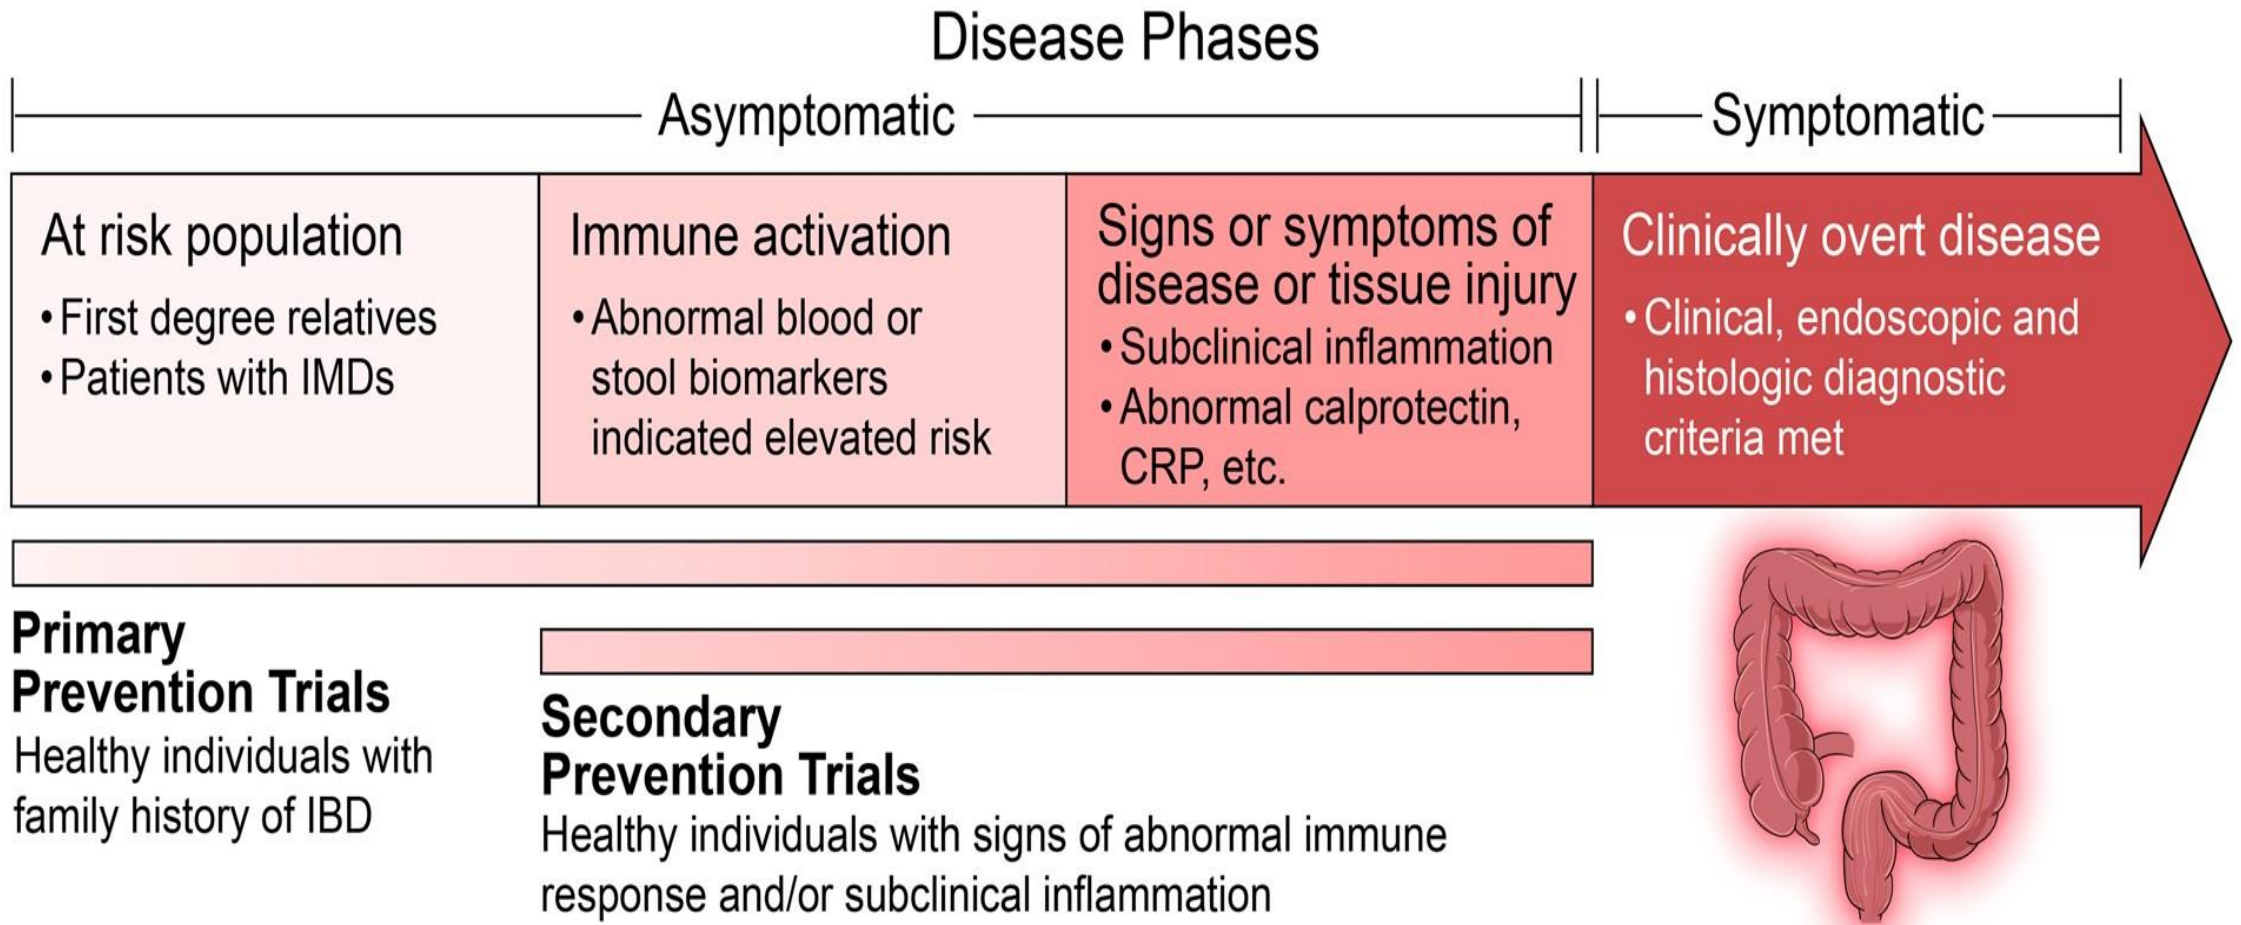 Disease Phases
Asymptomatic
Symptomatic
At risk population
•First degree relatives
•Patients with IMDs
Immune activation
•Abnormal blood or
stool biomarkers
indicated elevated risk
Signs or symptoms of
disease or tissue injury
•Subclinical inflammation
•Abnormal calprotectin,
CRP, etc.
Clinically overt disease
•Clinical, endoscopic and
histologic diagnostic
criteria met
Primary
Prevention Trials
Healthy individuals with
family history of IBD
Secondary
Prevention Trials
Healthy individuals with signs of abnormal immune
response and/or subclinical inflammation